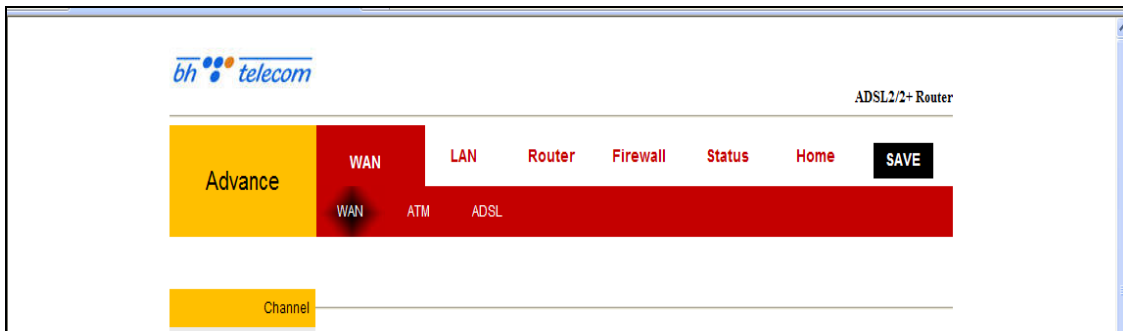 bh telecom
ADSL2/2+ Router
Advance
WAN LAN Router Firewall Status Home SAVE
WAN ATM ADSL
Channel